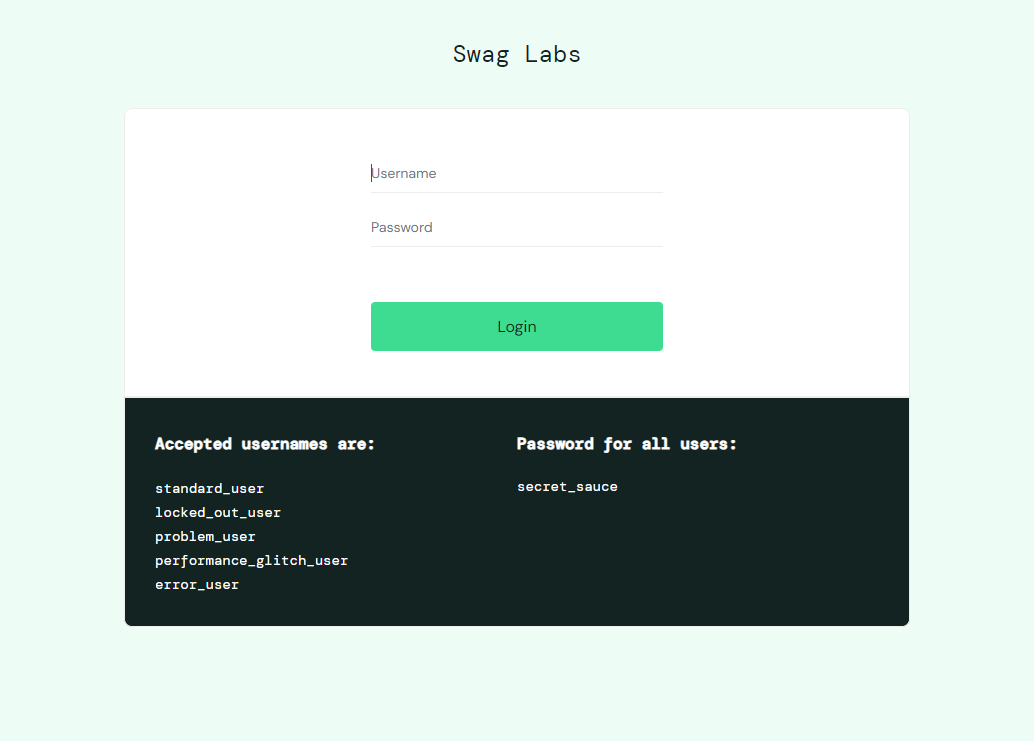 Swag Labs
Username
Password
Login
Accepted usernames are:
standard_user
locked_out_user
problem_user
performance_glitch_user
error_user
Password for all users:
secret_sauce